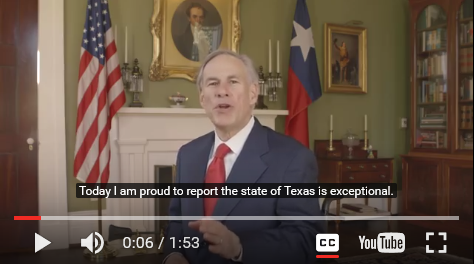 Today I am proud to report the state of Texas is exceptional.
0:06 / 1:53 CC YouTube